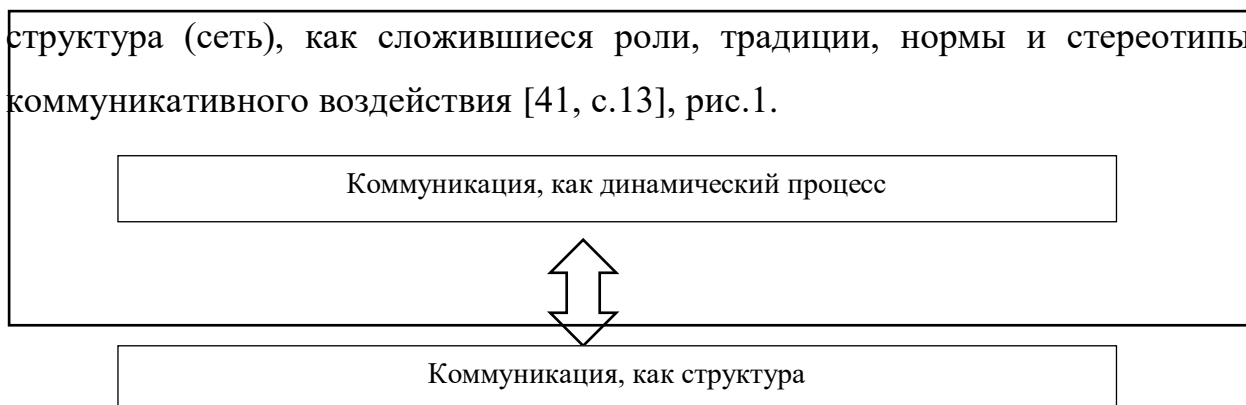 структура (сеть), как сложившиеся роли, традиции, нормы и стереотипы
коммуникативного воздействия [41, с.13], рис.1.
Коммуникация, как динамический процесс
Коммуникация, как структура